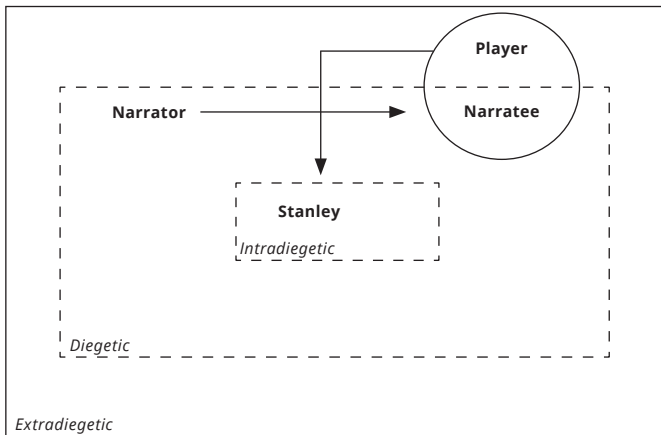 Player
Narrator
Narratee
Stanley
Intradiegetic
Diegetic
Extradiegetic